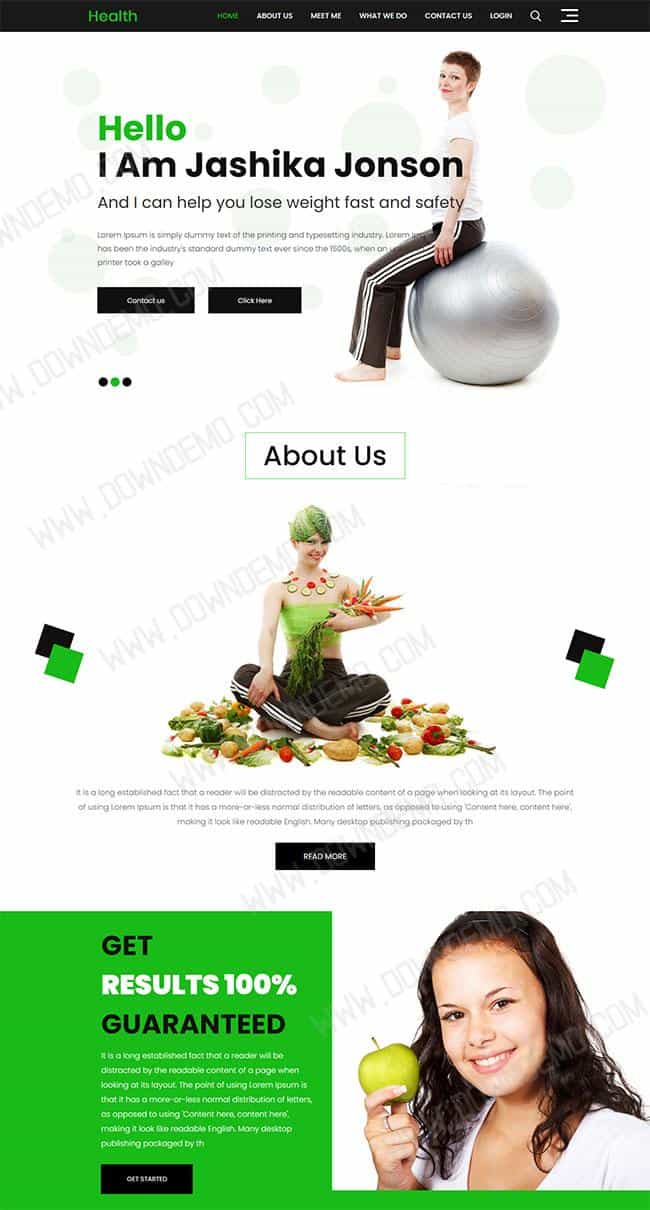 Health
HOME ABOUT US MEET ME WHAT WE DO CONTACT US LOGIN
Hello
I Am Jashika Jonson
And I can help you lose weight fast and safety
Lorem Ipsum is simply dummy text of the printing and typesetting industry. Lorem
has been the industry's standard dummy text ever since the 1500s, when an
printer took a galley
Contact us Click Here
About Us
It is a long established fact that a reader will be distracted by the readable content of a page when looking at its layout. The point
of using Lorem Ipsum is that it has a more-or-less normal distribution of letters, as opposed to using 'Content here, content here',
making it look like readable English. Many desktop publishing packaged by th
READ MORE
GET
RESULTS 100%
GUARANTEED
It is a long established fact that a reader will be
distracted by the readable content of a page when
looking at its layout. The point of using Lorem Ipsum is
that it has a more-or-less normal distribution of letters,
as opposed to using 'Content here, content here',
making it look like readable English. Many desktop
publishing packaged by th
GET STARTED
WWW.DOWNDEMO.COM